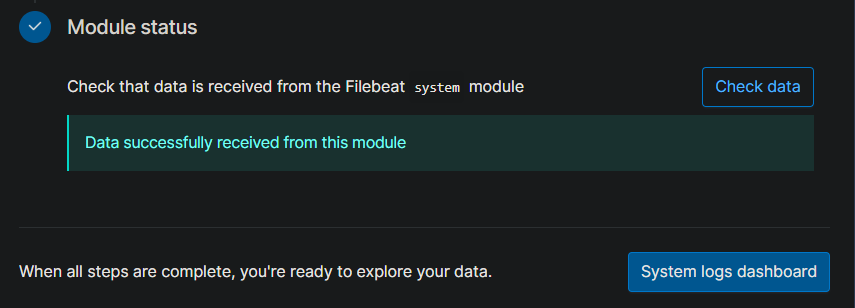 Module status
Check that data is received from the Filebeat system module
Check data
Data successfully received from this module
When all steps are complete, you're ready to explore your data.
System logs dashboard